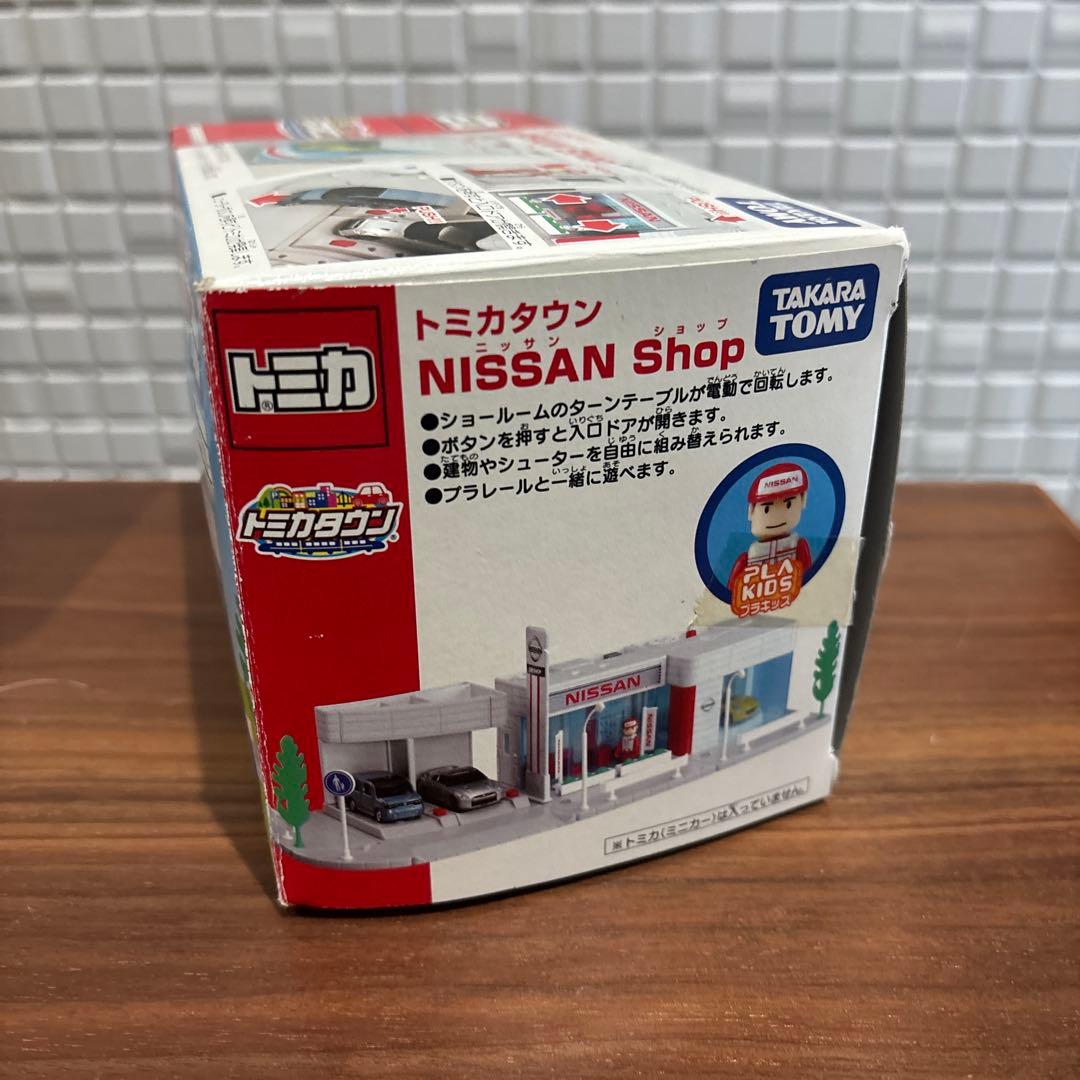 PUSH!
NISSAN
PUSH!
TAKARA
TOMY
トミカ
トミカタウン
トミカタウン
ニッサン
ショップ
NISSAN Shop
TAKARA
TOMY
●ショールームのターンテーブルが電動で回転します。
●ボタンを押すと入口ドアが開きます。
●建物やシューターを自由に組み替えられます。
●プラレールと一緒に遊べます。
NISSAN
PLA
KIDS
プラキッズ
NISSAN
NISSAN
※トミカ(ミニカー)は入っていません。